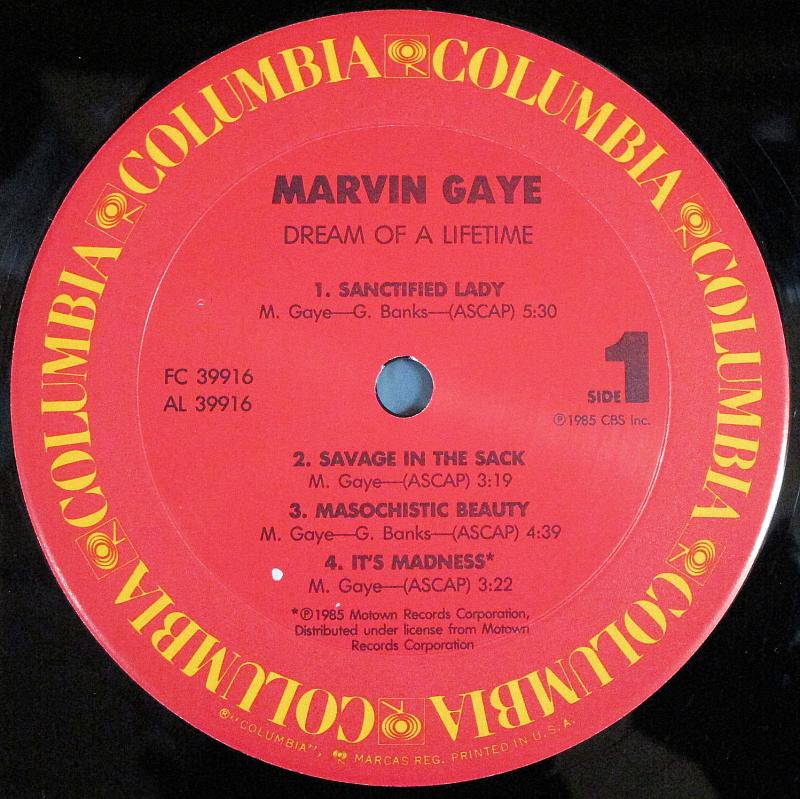 COLUMBIA COLUMBIA COLUMBIA COLUMBIA COLUMBIA COLUMBIA COLUMBIA COLUMBIA
MARVIN GAYE
DREAM OF A LIFETIME
1. SANCTIFIED LADY
M. Gaye—G. Banks—(ASCAP) 5:30
FC 39916
AL 39916
SIDE 1
℗1985 CBS Inc.
2. SAVAGE IN THE SACK
M. Gaye—(ASCAP) 3:19
3. MASOCHISTIC BEAUTY
M. Gaye—G. Banks—(ASCAP) 4:39
4. IT'S MADNESS*
M. Gaye—(ASCAP) 3:22
*℗1985 Motown Records Corporation,
Distributed under license from Motown
Records Corporation
®"COLUMBIA", MARCAS REG. PRINTED IN U.S.A.